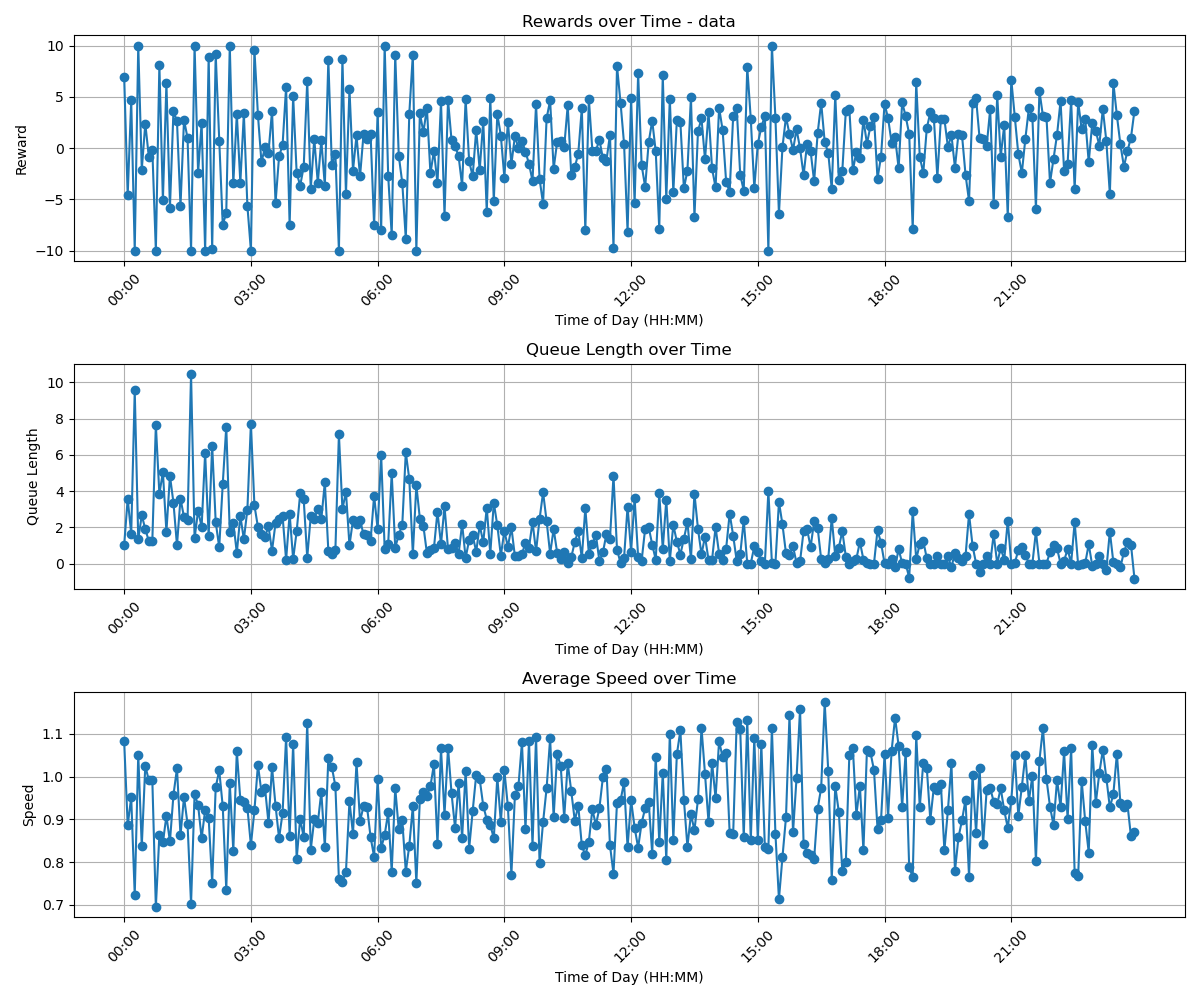 Rewards over Time - data
10
5
0
−5
−10
Reward
00:00 03:00 06:00 09:00 12:00 15:00 18:00 21:00
Time of Day (HH:MM)
Queue Length over Time
10
8
6
4
2
0
Queue Length
00:00 03:00 06:00 09:00 12:00 15:00 18:00 21:00
Time of Day (HH:MM)
Average Speed over Time
1.1
1.0
0.9
0.8
0.7
Speed
00:00 03:00 06:00 09:00 12:00 15:00 18:00 21:00
Time of Day (HH:MM)